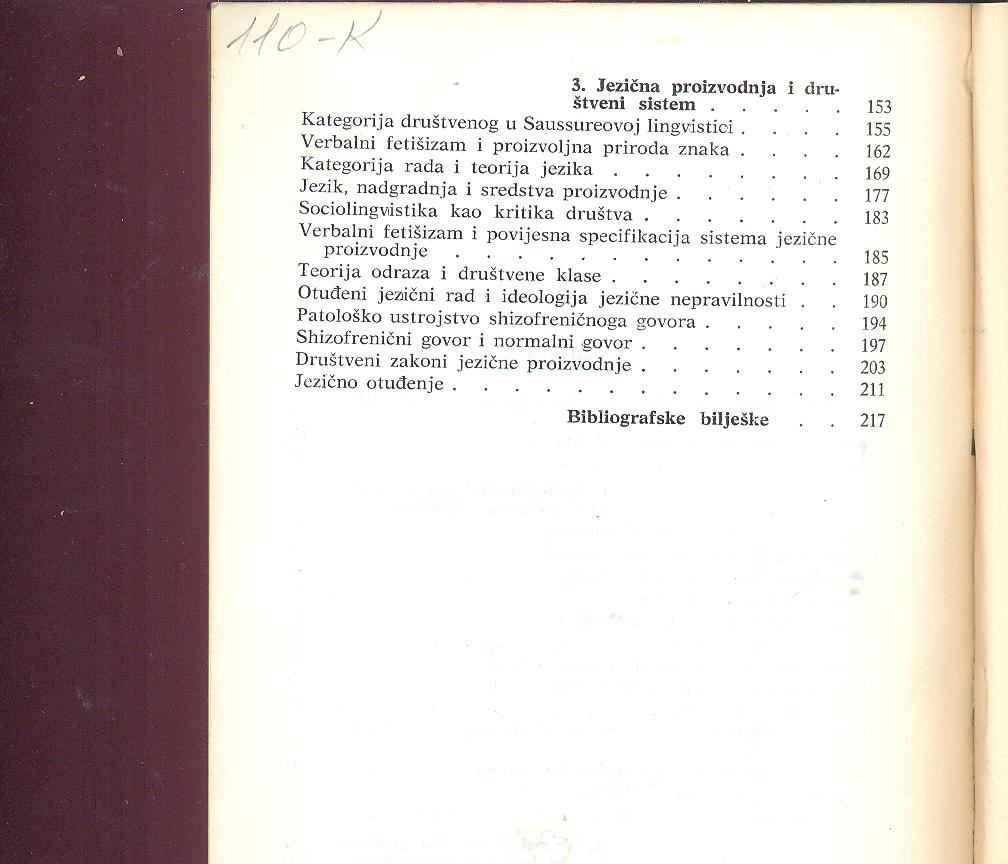 110-K
3. Jezična proizvodnja i dru-
štveni sistem . . . . . 153
Kategorija društvenog u Saussureovoj lingvistici . . . . 155
Verbalni fetišizam i proizvoljna priroda znaka . . . . 162
Kategorija rada i teorija jezika . . . . . . . . 169
Jezik, nadgradnja i sredstva proizvodnje . . . . . . 177
Sociolingvistika kao kritika društva . . . . . . . 183
Verbalni fetišizam i povijesna specifikacija sistema jezične
proizvodnje . . . . . . . . . . . . . 185
Teorija odraza i društvene klase . . . . . . . . 187
Otuđeni jezični rad i ideologija jezične nepravilnosti . . 190
Patološko ustrojstvo shizofreničnoga govora . . . . . 194
Shizofrenični govor i normalni govor . . . . . . . 197
Društveni zakoni jezične proizvodnje . . . . . . . 203
Jezično otuđenje . . . . . . . . . . . . 211
Bibliografske bilješke . . 217